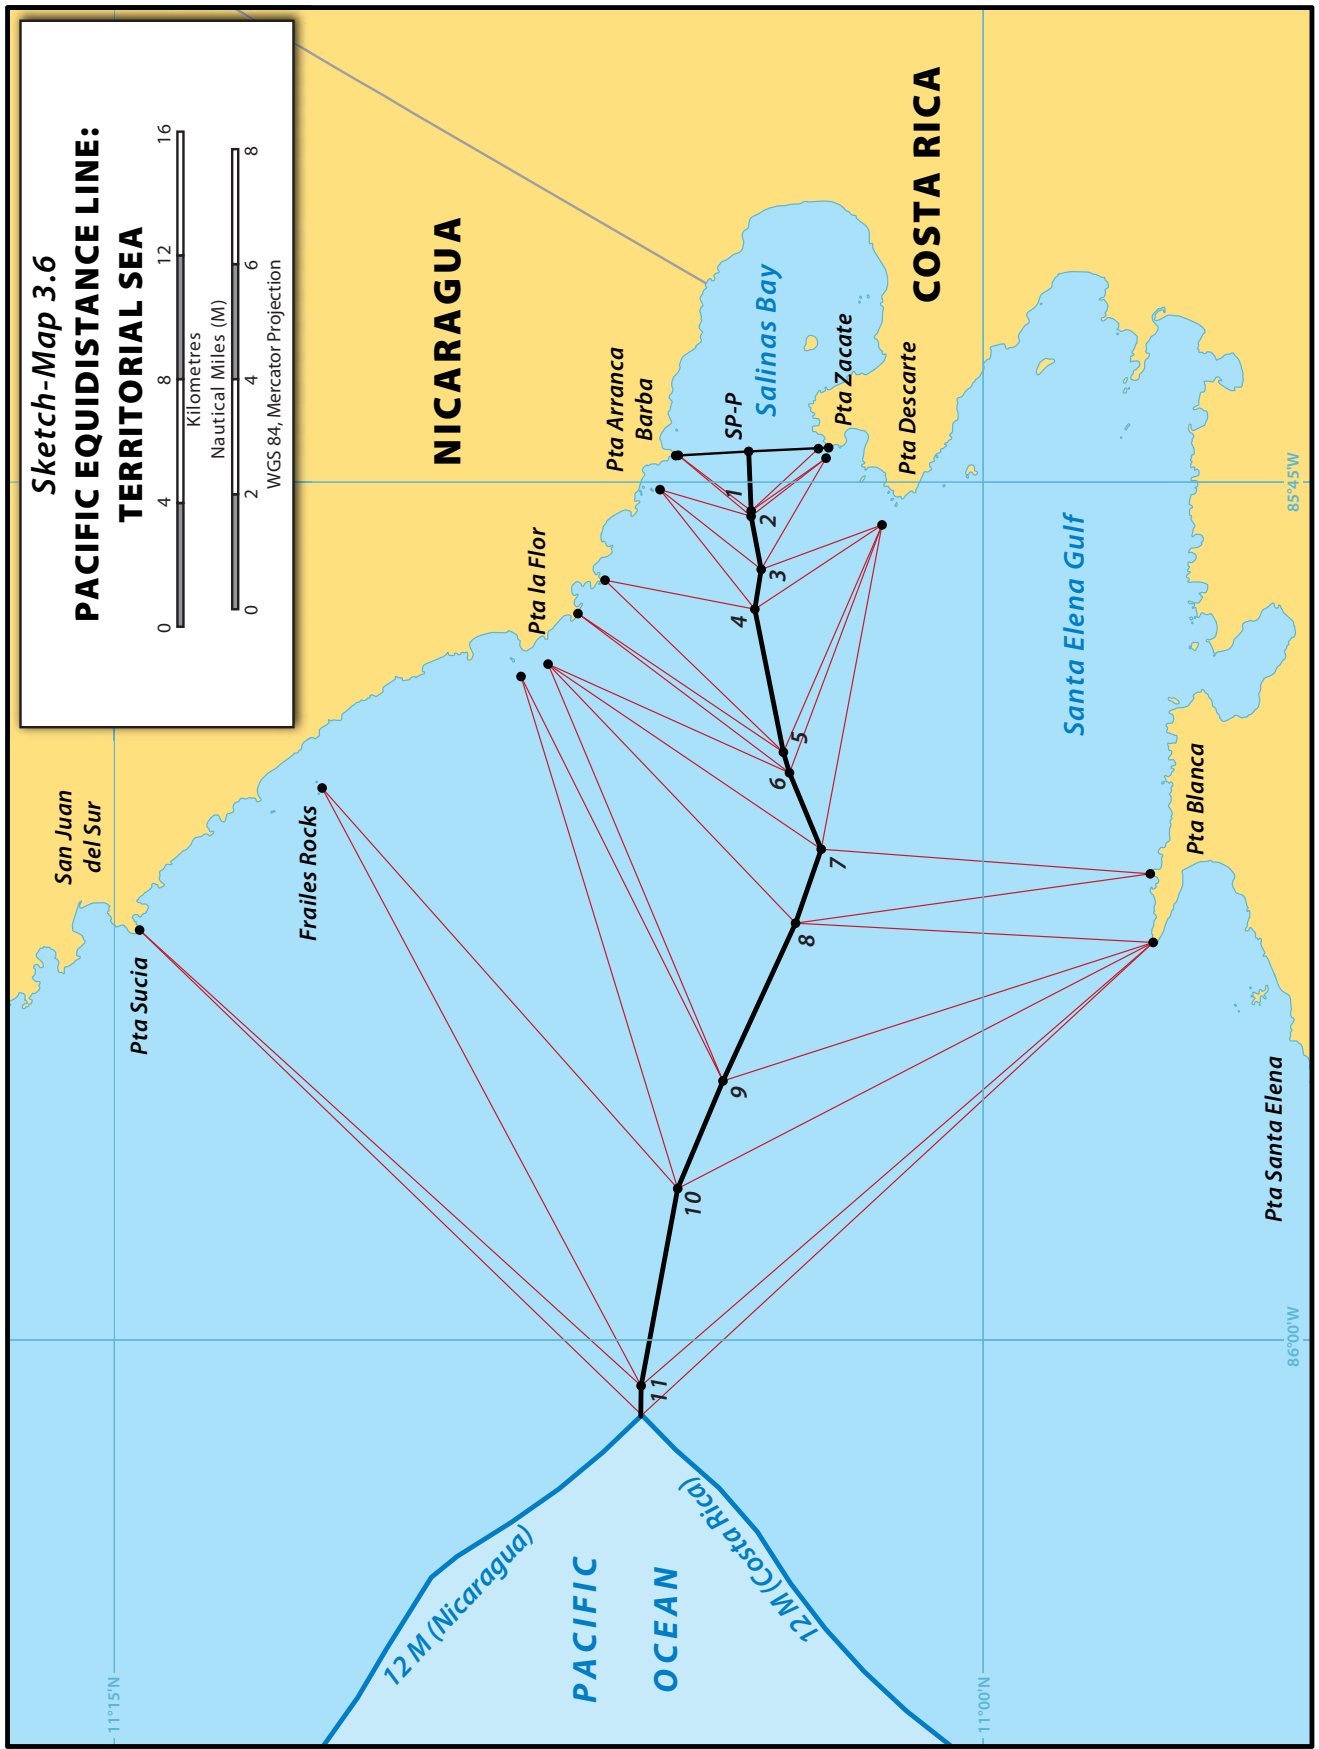 Sketch-Map 3.6
PACIFIC EQUIDISTANCE LINE:
TERRITORIAL SEA
0 4 8 12 16
Kilometres
Nautical Miles (M)
0 2 4 6 8
WGS 84, Mercator Projection
San Juan
del Sur
Pta Sucia
Frailes Rocks
Pta la Flor
NICARAGUA
Pta Arranca
Barba
SP-P
Salinas Bay
Pta Zacate
COSTA RICA
Pta Descarte
1
2
3
4
5
6
7
8
9
10
11
Santa Elena Gulf
Pta Blanca
Pta Santa Elena
12 M (Nicaragua)
12 M (Costa Rica)
PACIFIC
OCEAN
11°15'N
11°00'N
86°00'W
85°45'W